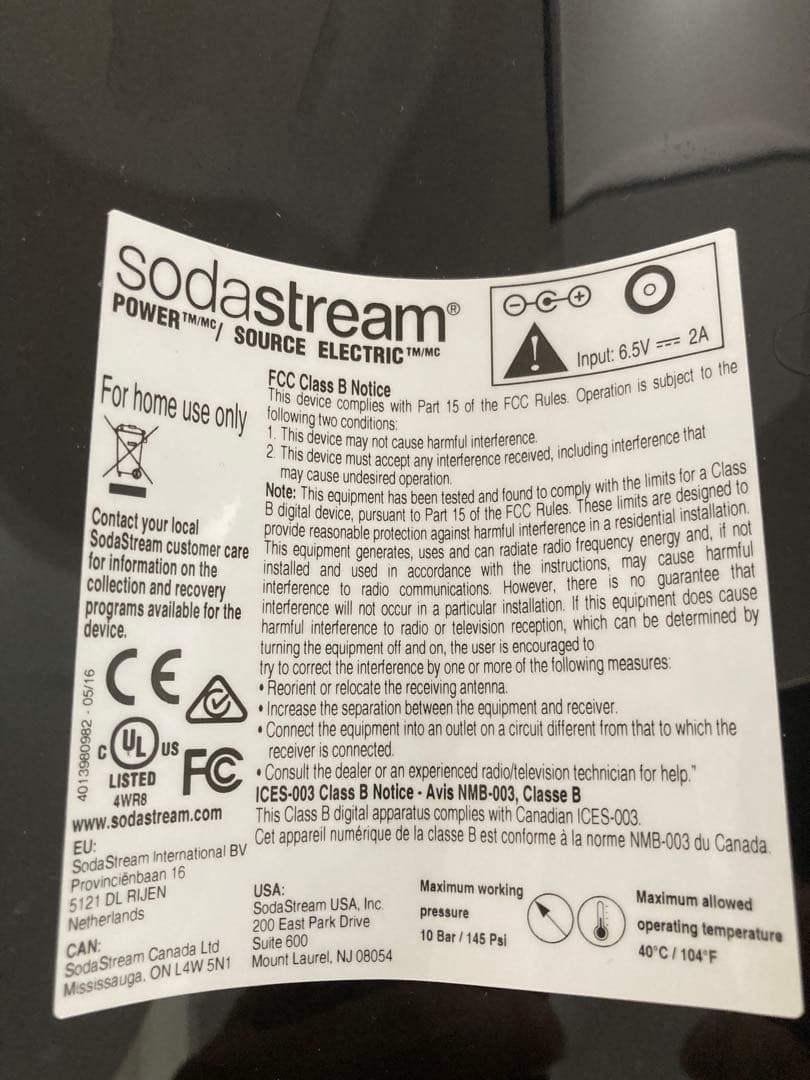 sodastream®
POWER™/MC/ SOURCE ELECTRIC™/MC
Input: 6.5V ⎓ 2A
For home use only
Contact your local
SodaStream customer care
for information on the
collection and recovery
programs available for the
device.
FCC Class B Notice
This device complies with Part 15 of the FCC Rules. Operation is subject to the
following two conditions:
1. This device may not cause harmful interference.
2. This device must accept any interference received, including interference that
may cause undesired operation.
Note: This equipment has been tested and found to comply with the limits for a Class
B digital device, pursuant to Part 15 of the FCC Rules. These limits are designed to
provide reasonable protection against harmful interference in a residential installation.
This equipment generates, uses and can radiate radio frequency energy and, if not
installed and used in accordance with the instructions, may cause harmful
interference to radio communications. However, there is no guarantee that
interference will not occur in a particular installation. If this equipment does cause
harmful interference to radio or television reception, which can be determined by
turning the equipment off and on, the user is encouraged to
try to correct the interference by one or more of the following measures:
• Reorient or relocate the receiving antenna.
• Increase the separation between the equipment and receiver.
• Connect the equipment into an outlet on a circuit different from that to which the
receiver is connected.
• Consult the dealer or an experienced radio/television technician for help."
ICES-003 Class B Notice - Avis NMB-003, Classe B
This Class B digital apparatus complies with Canadian ICES-003.
Cet appareil numérique de la classe B est conforme à la norme NMB-003 du Canada.
4013980982 - 05/16
CE
C UL US
LISTED
4WR8
FC
www.sodastream.com
EU:
SodaStream International BV
Provinciënbaan 16
5121 DL RIJEN
Netherlands
CAN:
SodaStream Canada Ltd
Mississauga, ON L4W 5N1
USA:
SodaStream USA, Inc.
200 East Park Drive
Suite 600
Mount Laurel, NJ 08054
Maximum working
pressure
10 Bar / 145 Psi
Maximum allowed
operating temperature
40°C / 104°F